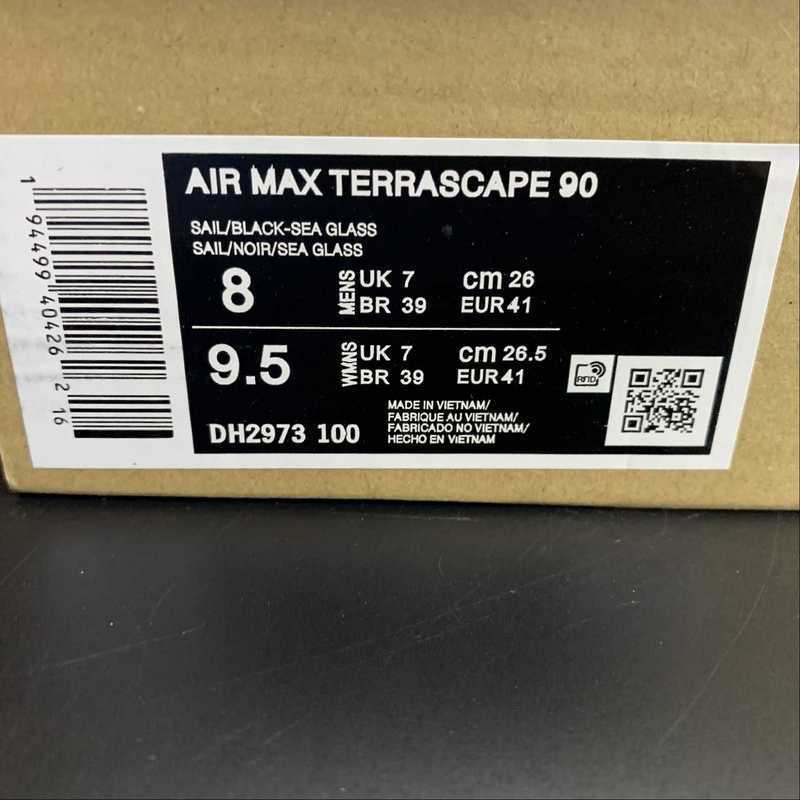 AIR MAX TERRASCAPE 90
SAIL/BLACK-SEA GLASS
SAIL/NOIR/SEA GLASS
8 MENS UK 7 cm 26
BR 39 EUR 41
9.5 WMNS UK 7 cm 26.5
BR 39 EUR 41
DH2973 100
MADE IN VIETNAM/
FABRIQUE AU VIETNAM/
FABRICADO NO VIETNAM/
HECHO EN VIETNAM
1 94499 40426 2 16